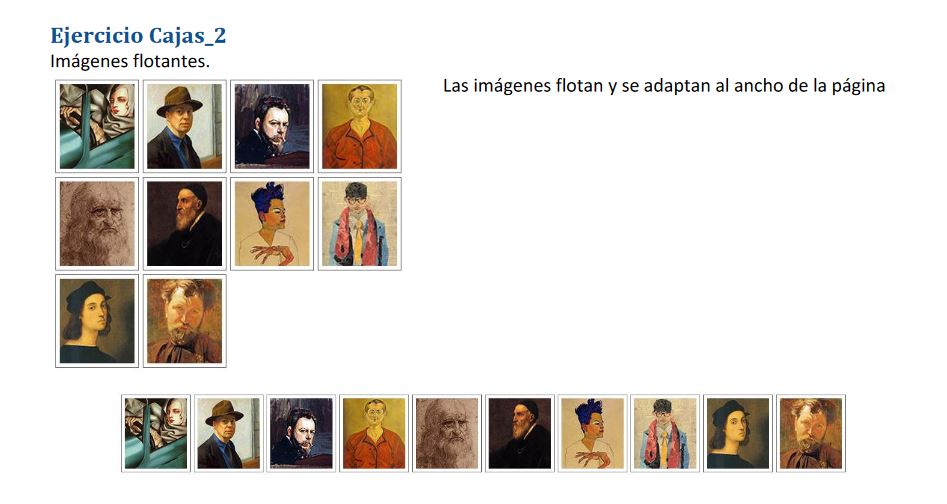 Ejercicio Cajas_2
Imágenes flotantes.
Las imágenes flotan y se adaptan al ancho de la página